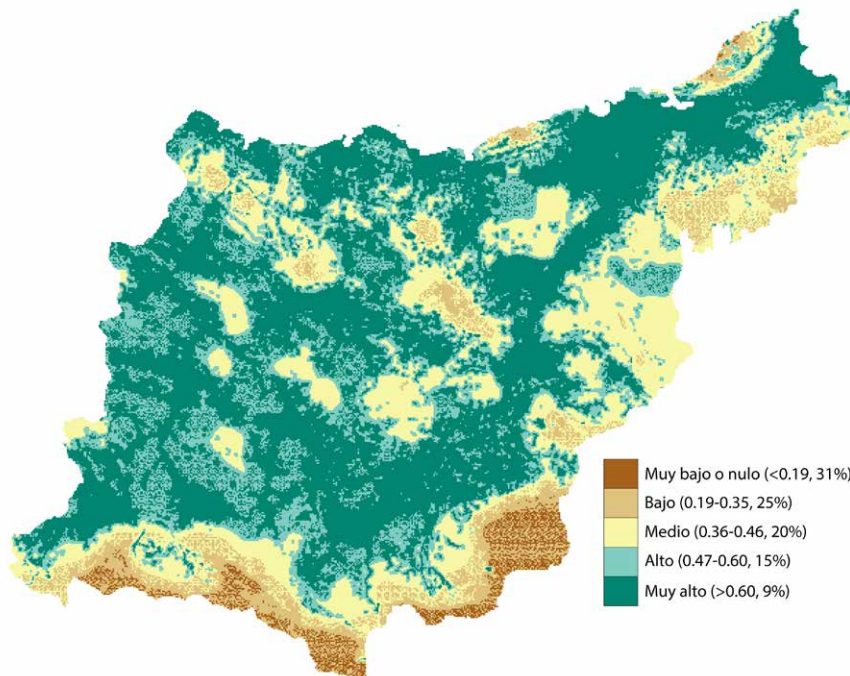 Muy bajo o nulo (<0.19, 31%)
Bajo (0.19-0.35, 25%)
Medio (0.36-0.46, 20%)
Alto (0.47-0.60, 15%)
Muy alto (>0.60, 9%)